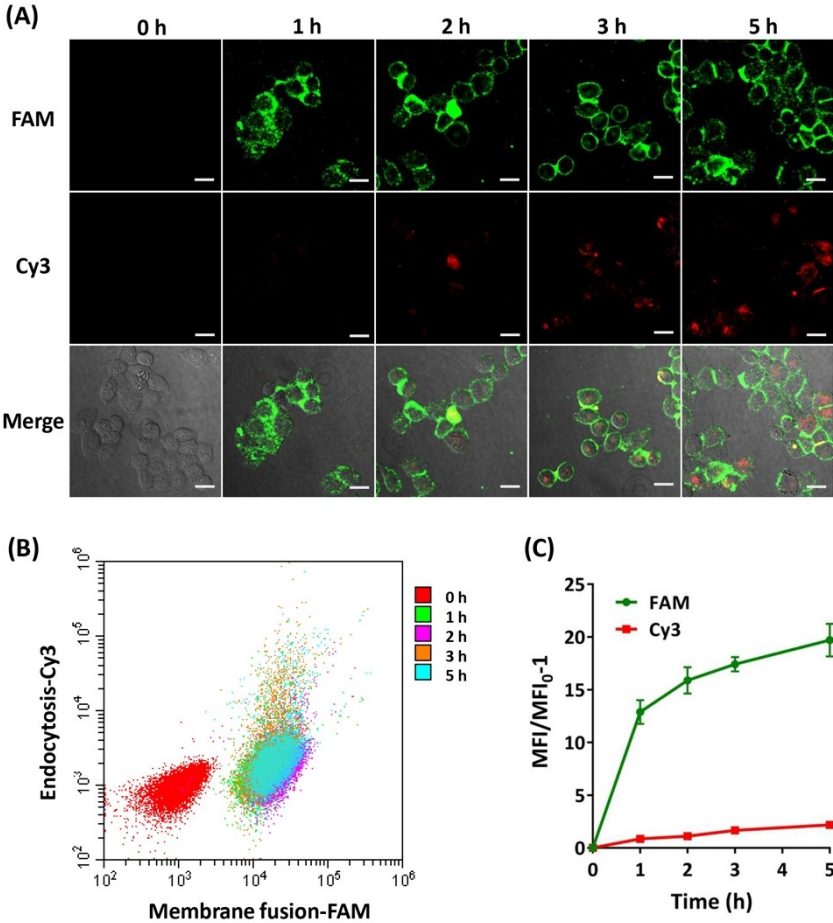 (A)
0 h 1 h 2 h 3 h 5 h
FAM
Cy3
Merge
(B)
10^6
10^5
10^4
10^3
10^2
Endocytosis-Cy3
10^2 10^3 10^4 10^5 10^6
Membrane fusion-FAM
0 h
1 h
2 h
3 h
5 h
(C)
25
20
15
10
5
0
MFI/MFI₀-1
FAM
Cy3
0 1 2 3 4 5
Time (h)